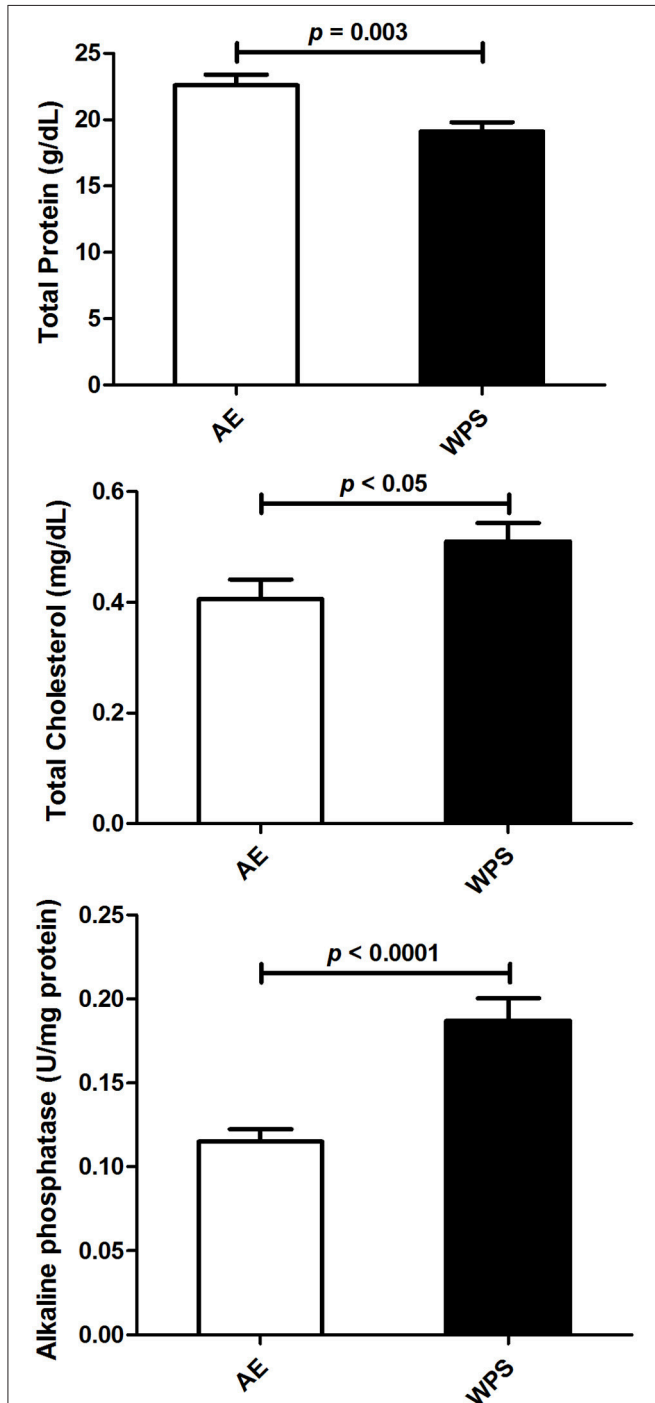 p = 0.003
Total Protein (g/dL)
25
20
15
10
5
0
AE
WPS
p < 0.05
Total Cholesterol (mg/dL)
0.6
0.4
0.2
0.0
AE
WPS
p < 0.0001
Alkaline phosphatase (U/mg protein)
0.25
0.20
0.15
0.10
0.05
0.00
AE
WPS